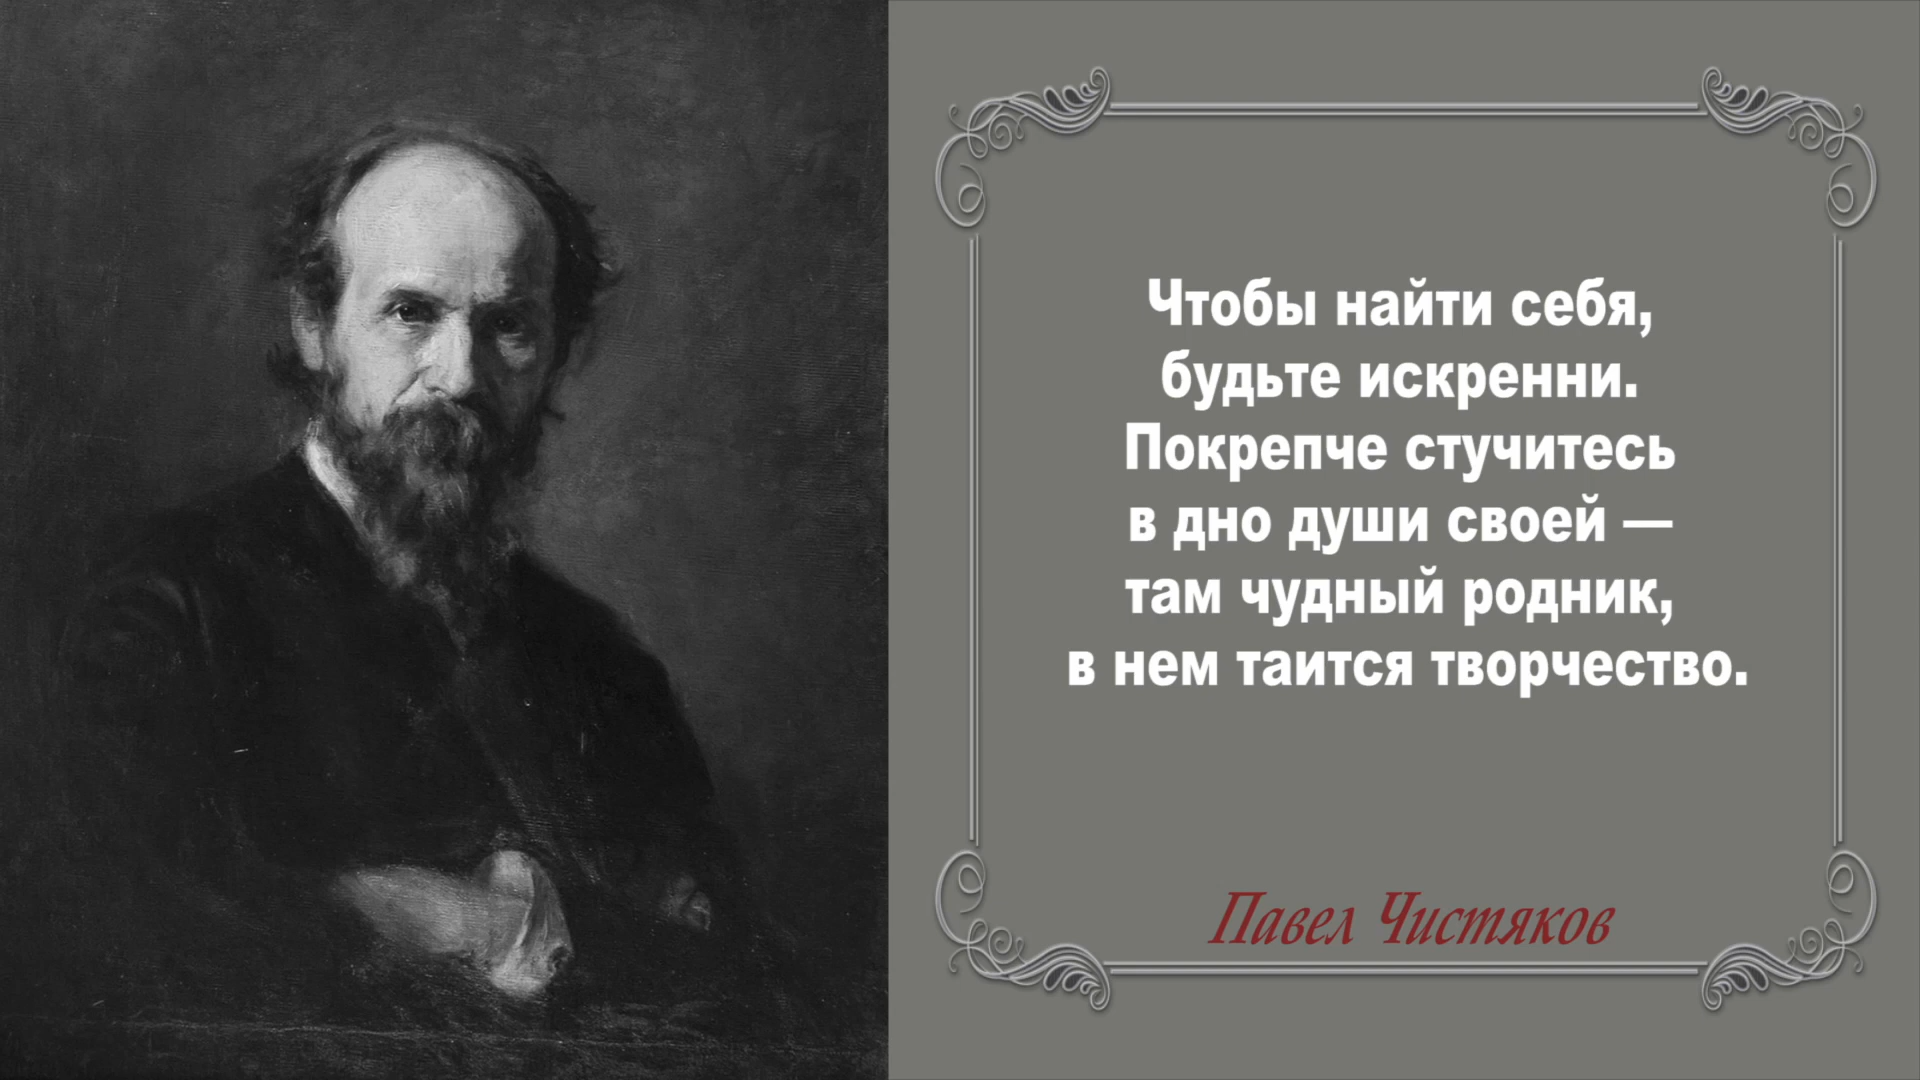 Чтобы найти себя,
будьте искренни.
Покрепче стучитесь
в дно души своей —
там чудный родник,
в нем таится творчество.
Павел Чистяков